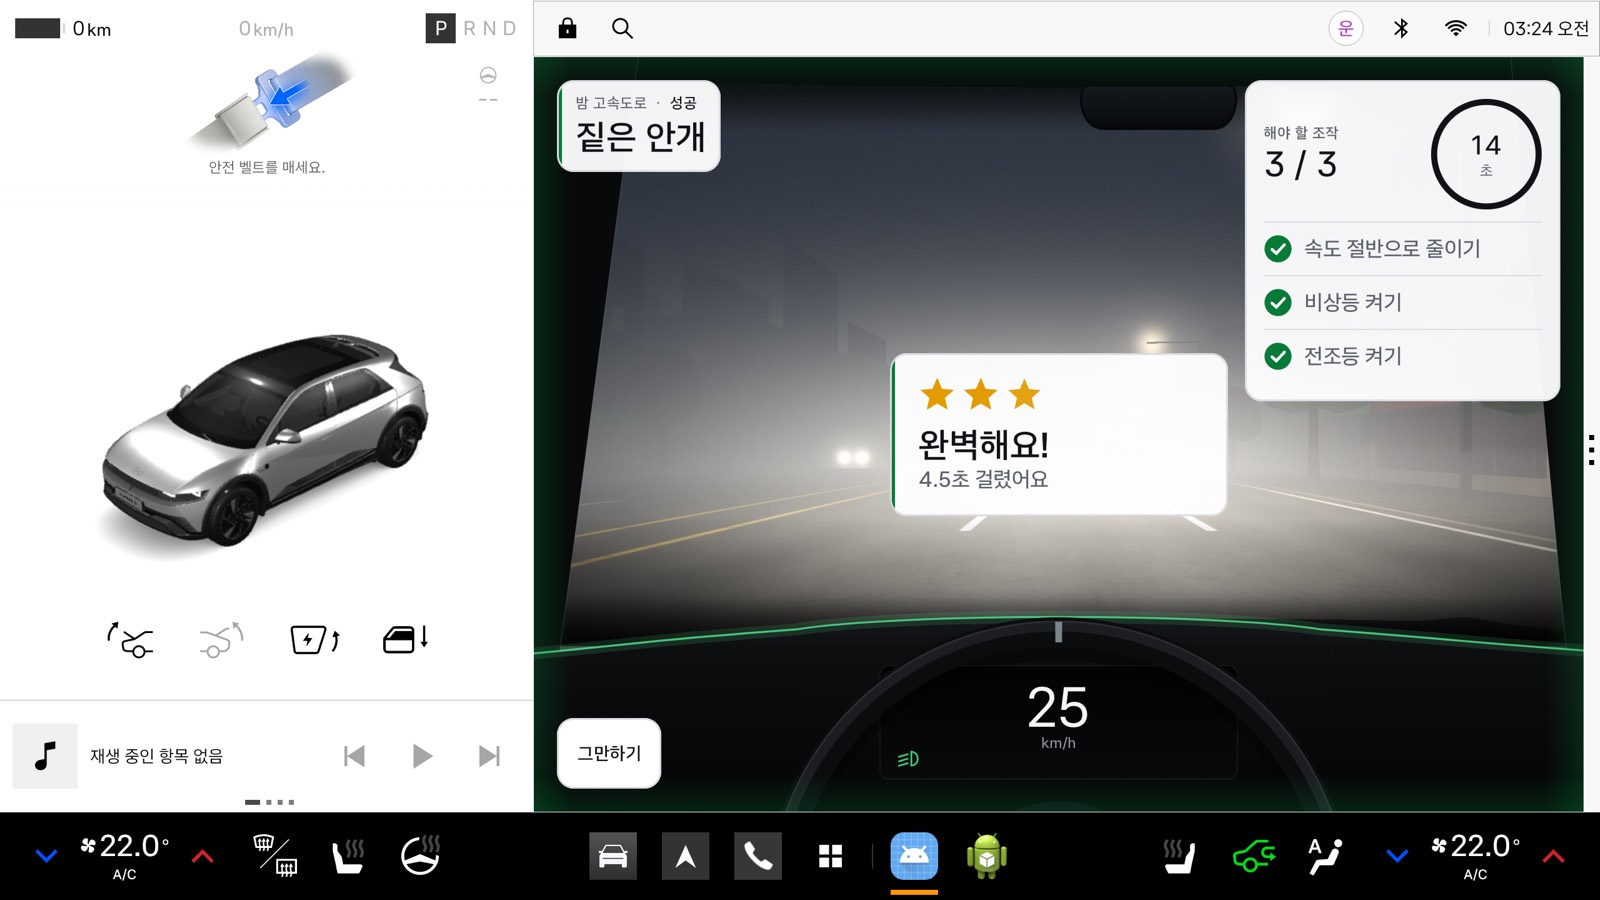 0 km
0 km/h
P R N D
--
안전 벨트를 매세요.
재생 중인 항목 없음
운
03:24 오전
밤 고속도로 · 성공
짙은 안개
해야 할 조작
3 / 3
14
초
속도 절반으로 줄이기
비상등 켜기
전조등 켜기
완벽해요!
4.5초 걸렸어요
25
km/h
그만하기
22.0°
A/C
A
22.0°
A/C